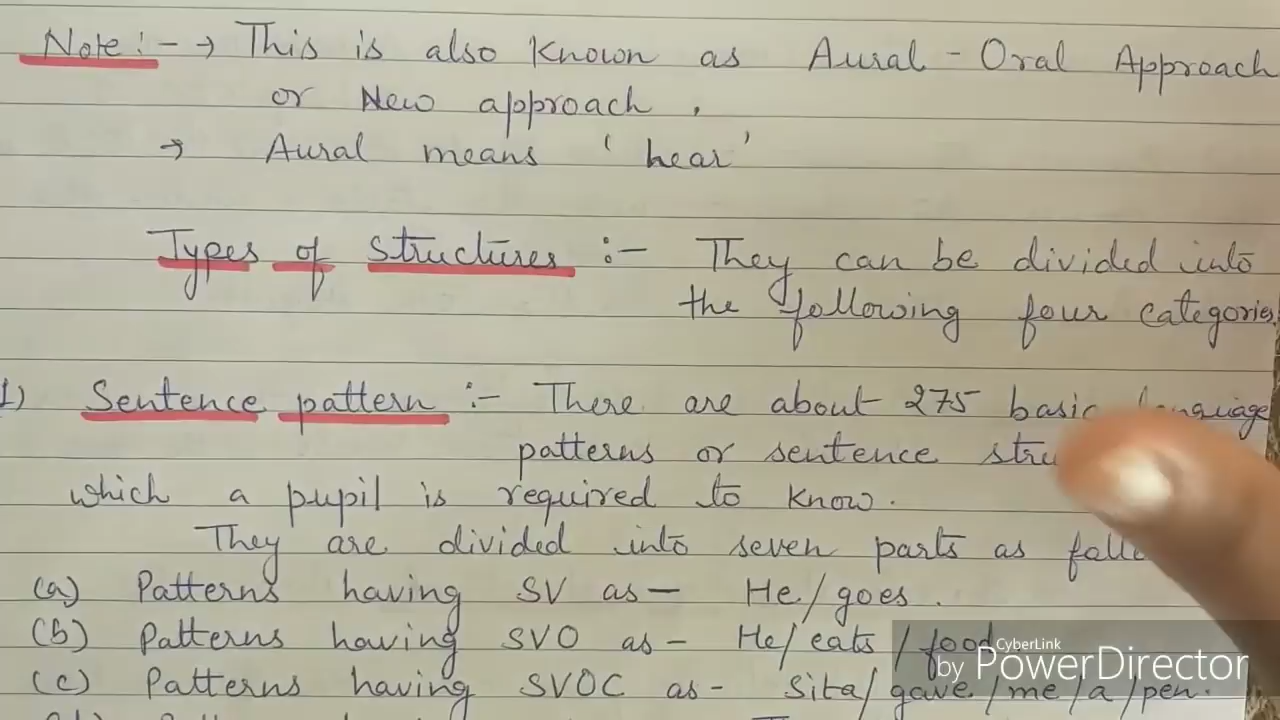 Note :- → This is also known as Aural - Oral Approach
or New approach .
→ Aural means 'hear'
Types of structures :- They can be divided into
the following four categories
1) Sentence pattern :- There are about 275 basic language
patterns or sentence
which a pupil is required to know.
They are divided into seven parts as
(a) Patterns having SV as - He/goes.
(b) Patterns having SVO as - He/eats/food
(c) Patterns having SVOC as - Sita/gave/me/a/pen.
CyberLink
by PowerDirector